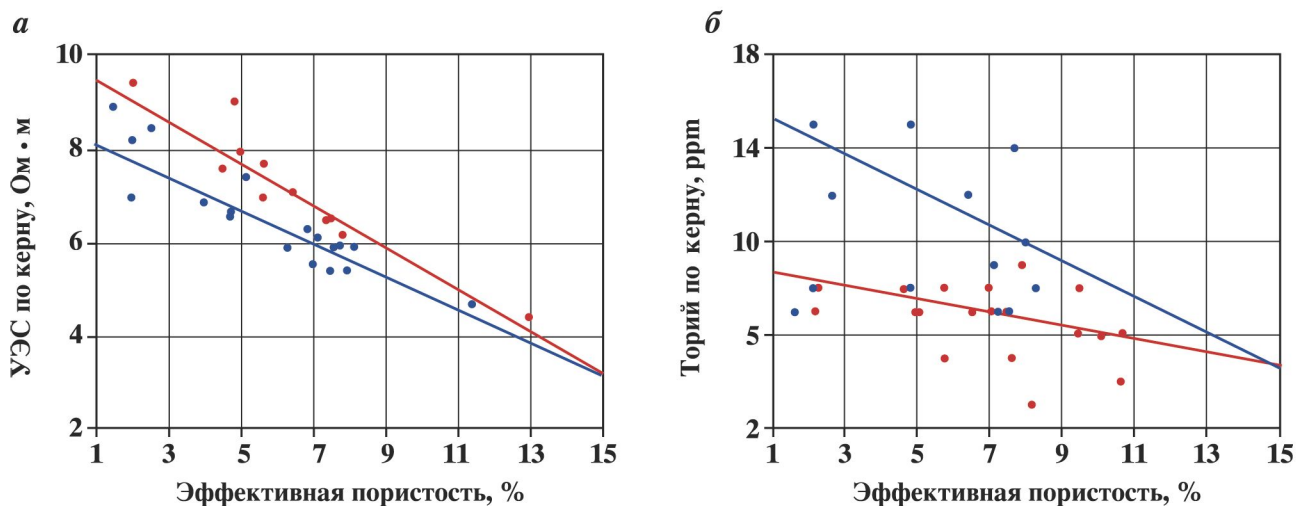 а
10
8
6
4
2
УЭС по керну, Ом • м
1 3 5 7 9 11 13 15
Эффективная пористость, %
б
18
14
10
5
2
Торий по керну, ppm
1 3 5 7 9 11 13 15
Эффективная пористость, %